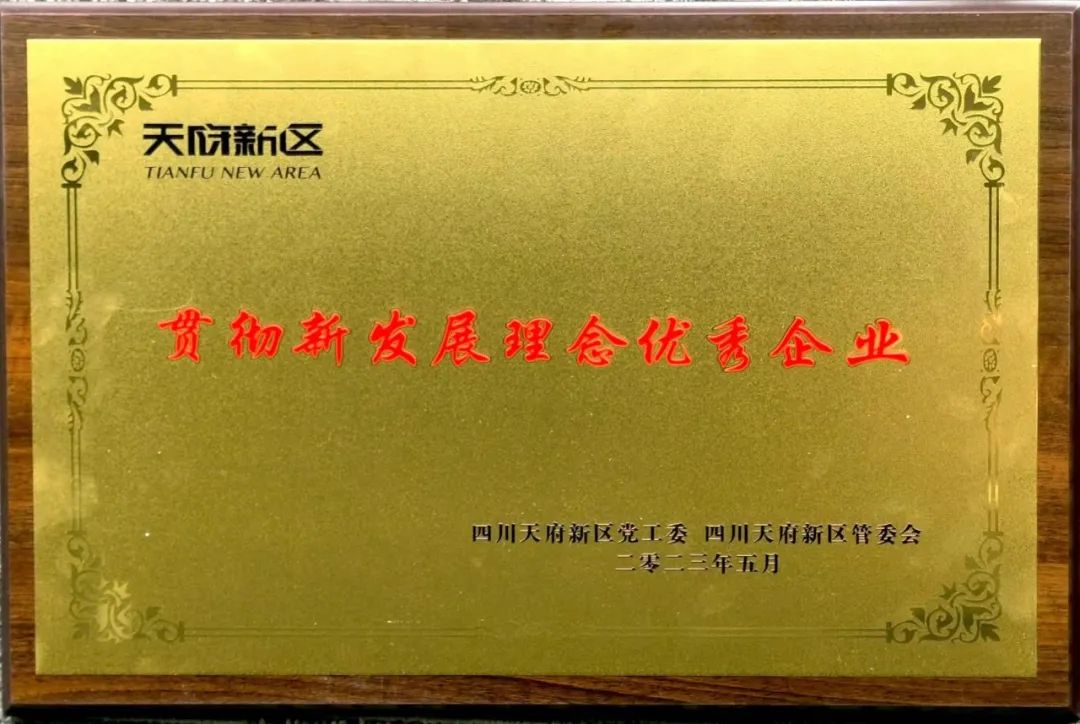 天府新区
TIANFU NEW AREA
贯彻新发展理念优秀企业
四川天府新区党工委 四川天府新区管委会
二零二三年五月